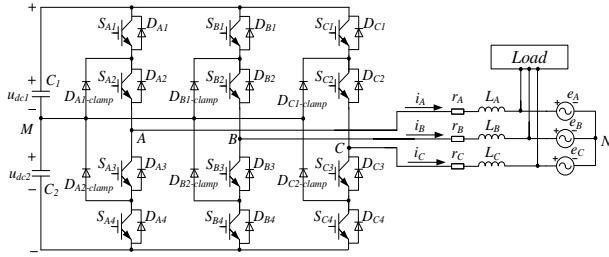 +
S_A1 D_A1 S_B1 D_B1 S_C1 D_C1
Load
+ C_1
S_A2 D_A2 S_B2 D_B2 S_C2 D_C2
u_dc1
D_A1-clamp D_B1-clamp D_C1-clamp
−
i_A r_A L_A + e_A −
M
A
i_B r_B L_B + e_B − N
B
C
i_C r_C L_C + e_C −
+
S_A3 D_A3 S_B3 D_B3 S_C3 D_C3
u_dc2
D_A2-clamp D_B2-clamp D_C2-clamp
− C_2
S_A4 D_A4 S_B4 D_B4 S_C4 D_C4
−